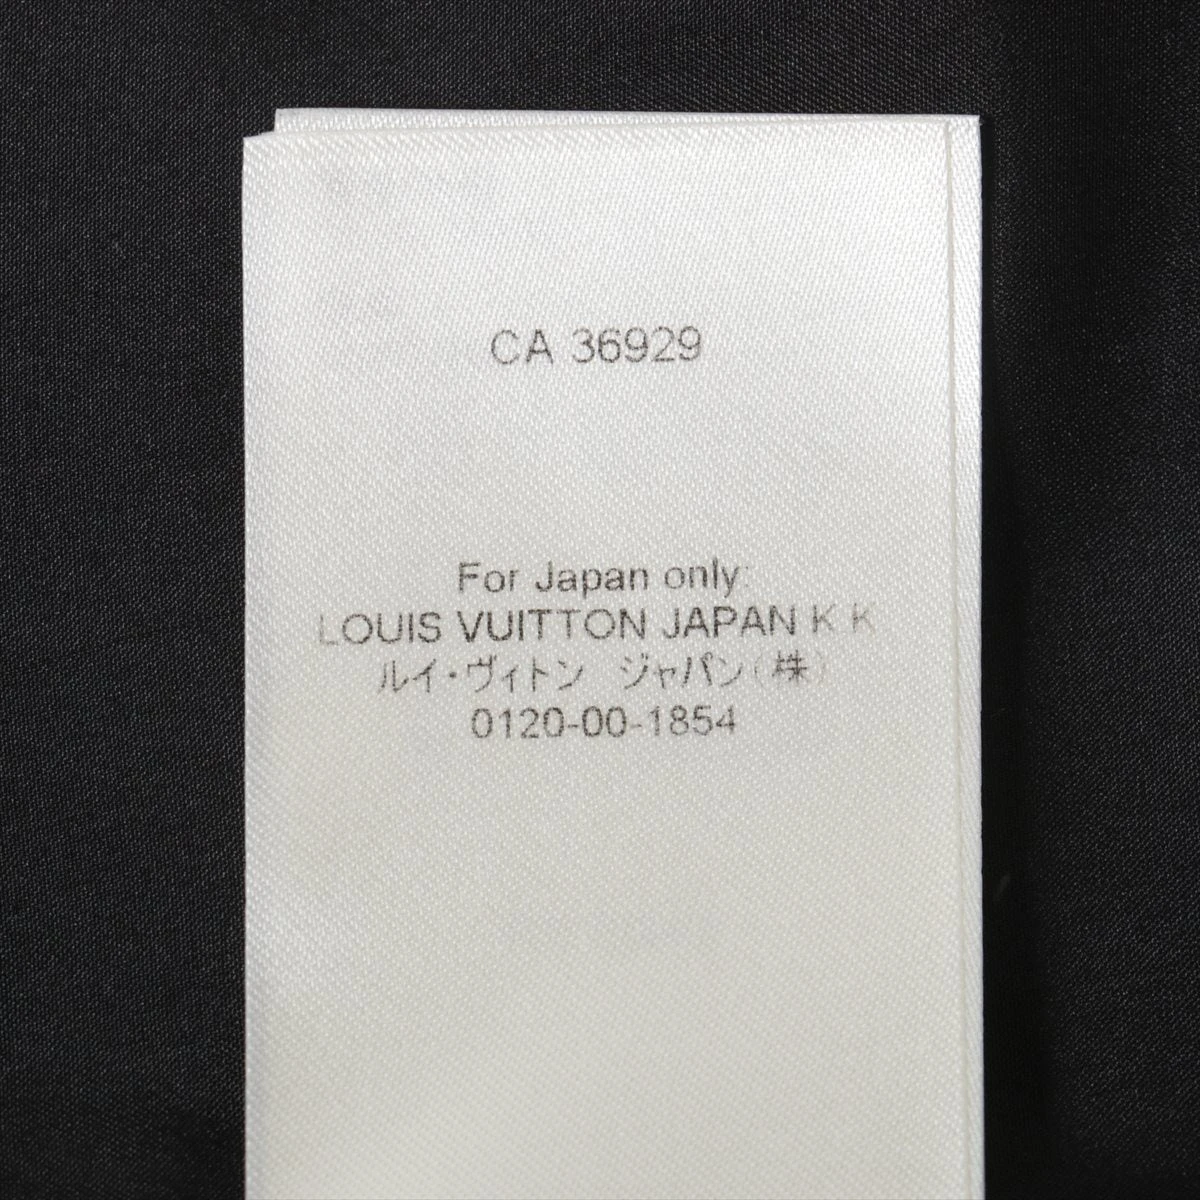 CA 36929
For Japan only:
LOUIS VUITTON JAPAN K K
ルイ・ヴィトン　ジャパン(株)
0120-00-1854